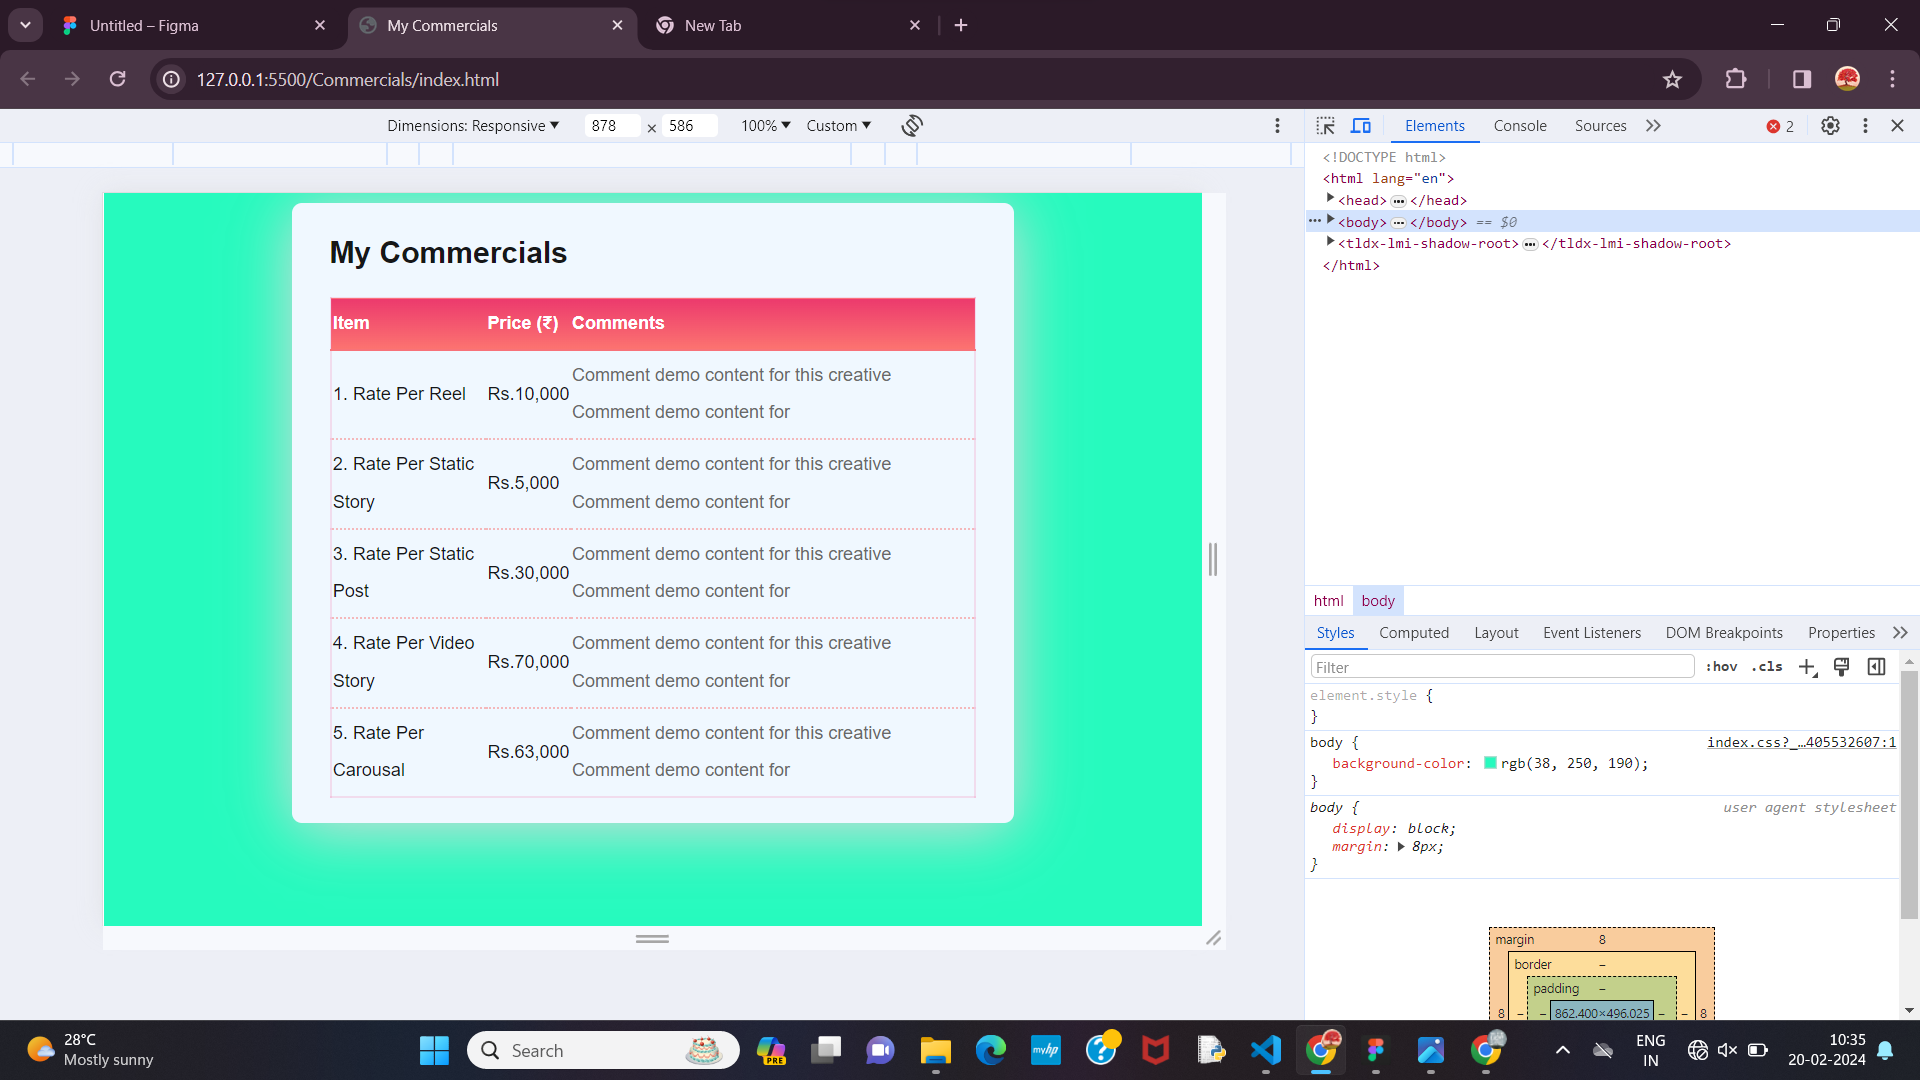 Untitled – Figma
My Commercials
New Tab
127.0.0.1:5500/Commercials/index.html
Dimensions: Responsive
878 × 586
100%
Custom
Elements
Console
Sources
2
My Commercials
Item Price (₹) Comments
1. Rate Per Reel
Rs.10,000
Comment demo content for this creative
Comment demo content for
2. Rate Per Static
Story
Rs.5,000
Comment demo content for this creative
Comment demo content for
3. Rate Per Static
Post
Rs.30,000
Comment demo content for this creative
Comment demo content for
4. Rate Per Video
Story
Rs.70,000
Comment demo content for this creative
Comment demo content for
5. Rate Per
Carousal
Rs.63,000
Comment demo content for this creative
Comment demo content for
<!DOCTYPE html>
<html lang="en">
<head>…</head>
<body>…</body> == $0
<tldx-lmi-shadow-root>…</tldx-lmi-shadow-root>
</html>
html body
Styles Computed Layout Event Listeners DOM Breakpoints Properties
Filter
:hov .cls
element.style {
}
body { index.css?_…405532607:1
background-color: rgb(38, 250, 190);
}
body { user agent stylesheet
display: block;
margin: 8px;
}
margin 8
border –
padding –
8 – – 862.400×496.025 – – 8
28°C
Mostly sunny
Search
PRE
myhp
ENG
IN
10:35
20-02-2024